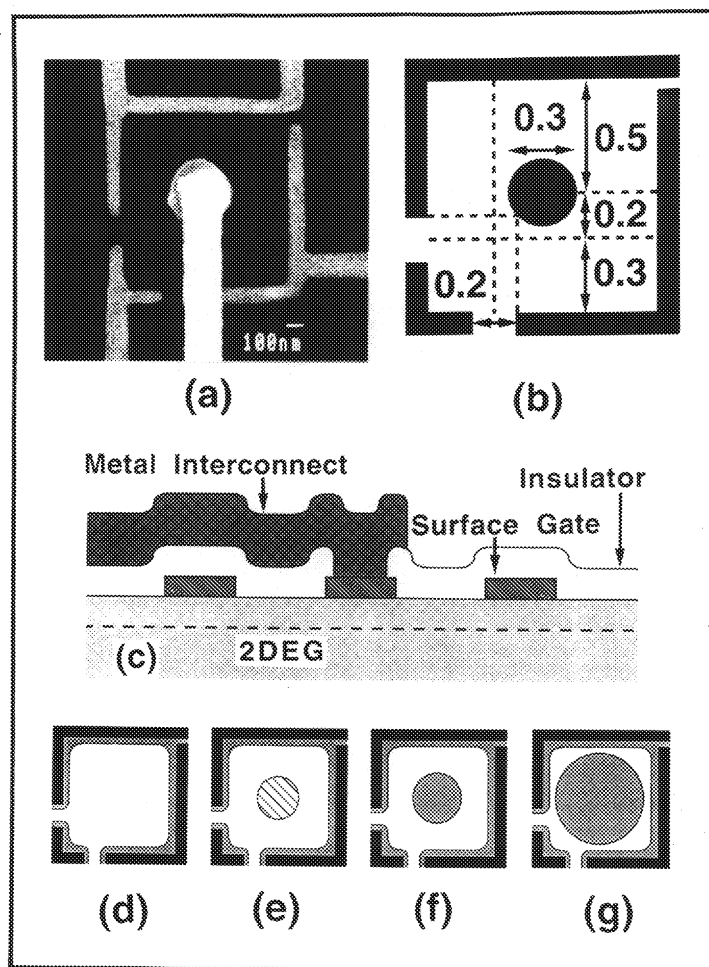 100nm
(a)
0.3
0.5
0.2
0.3
0.2
(b)
Metal Interconnect
Insulator
Surface Gate
(c)
2DEG
(d)
(e)
(f)
(g)